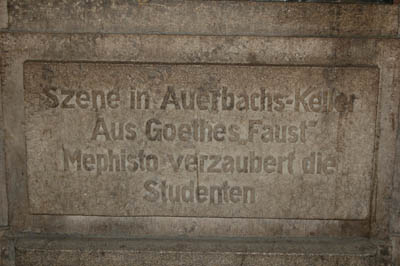 Szene in Auerbachs-Keller
Aus Goethes „Faust"
Mephisto verzaubert die
Studenten